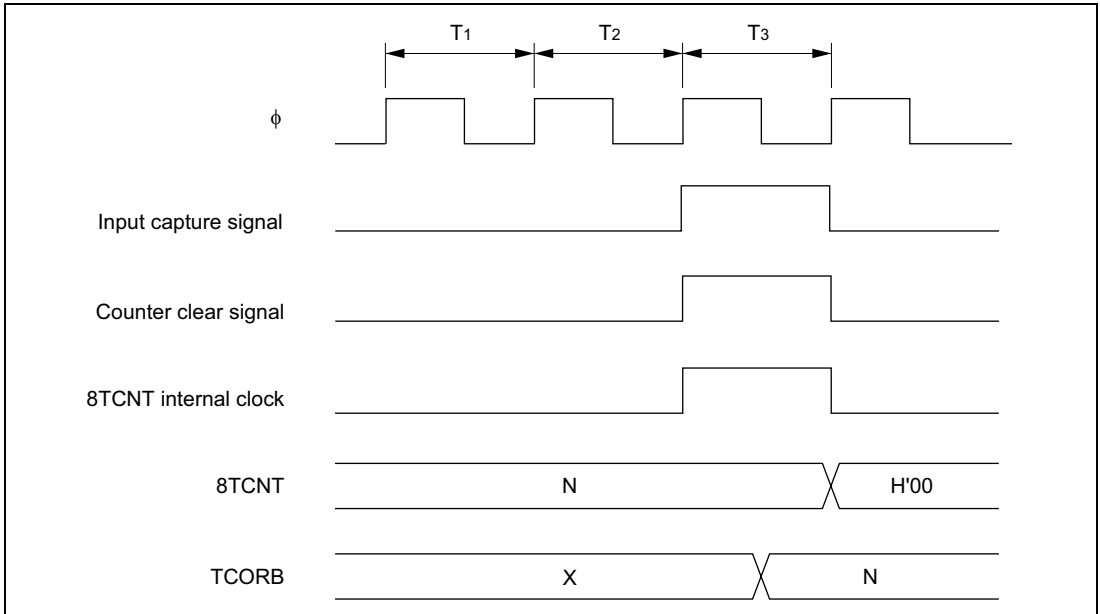 T1 T2 T3
ϕ
Input capture signal
Counter clear signal
8TCNT internal clock
8TCNT N H'00
TCORB X N